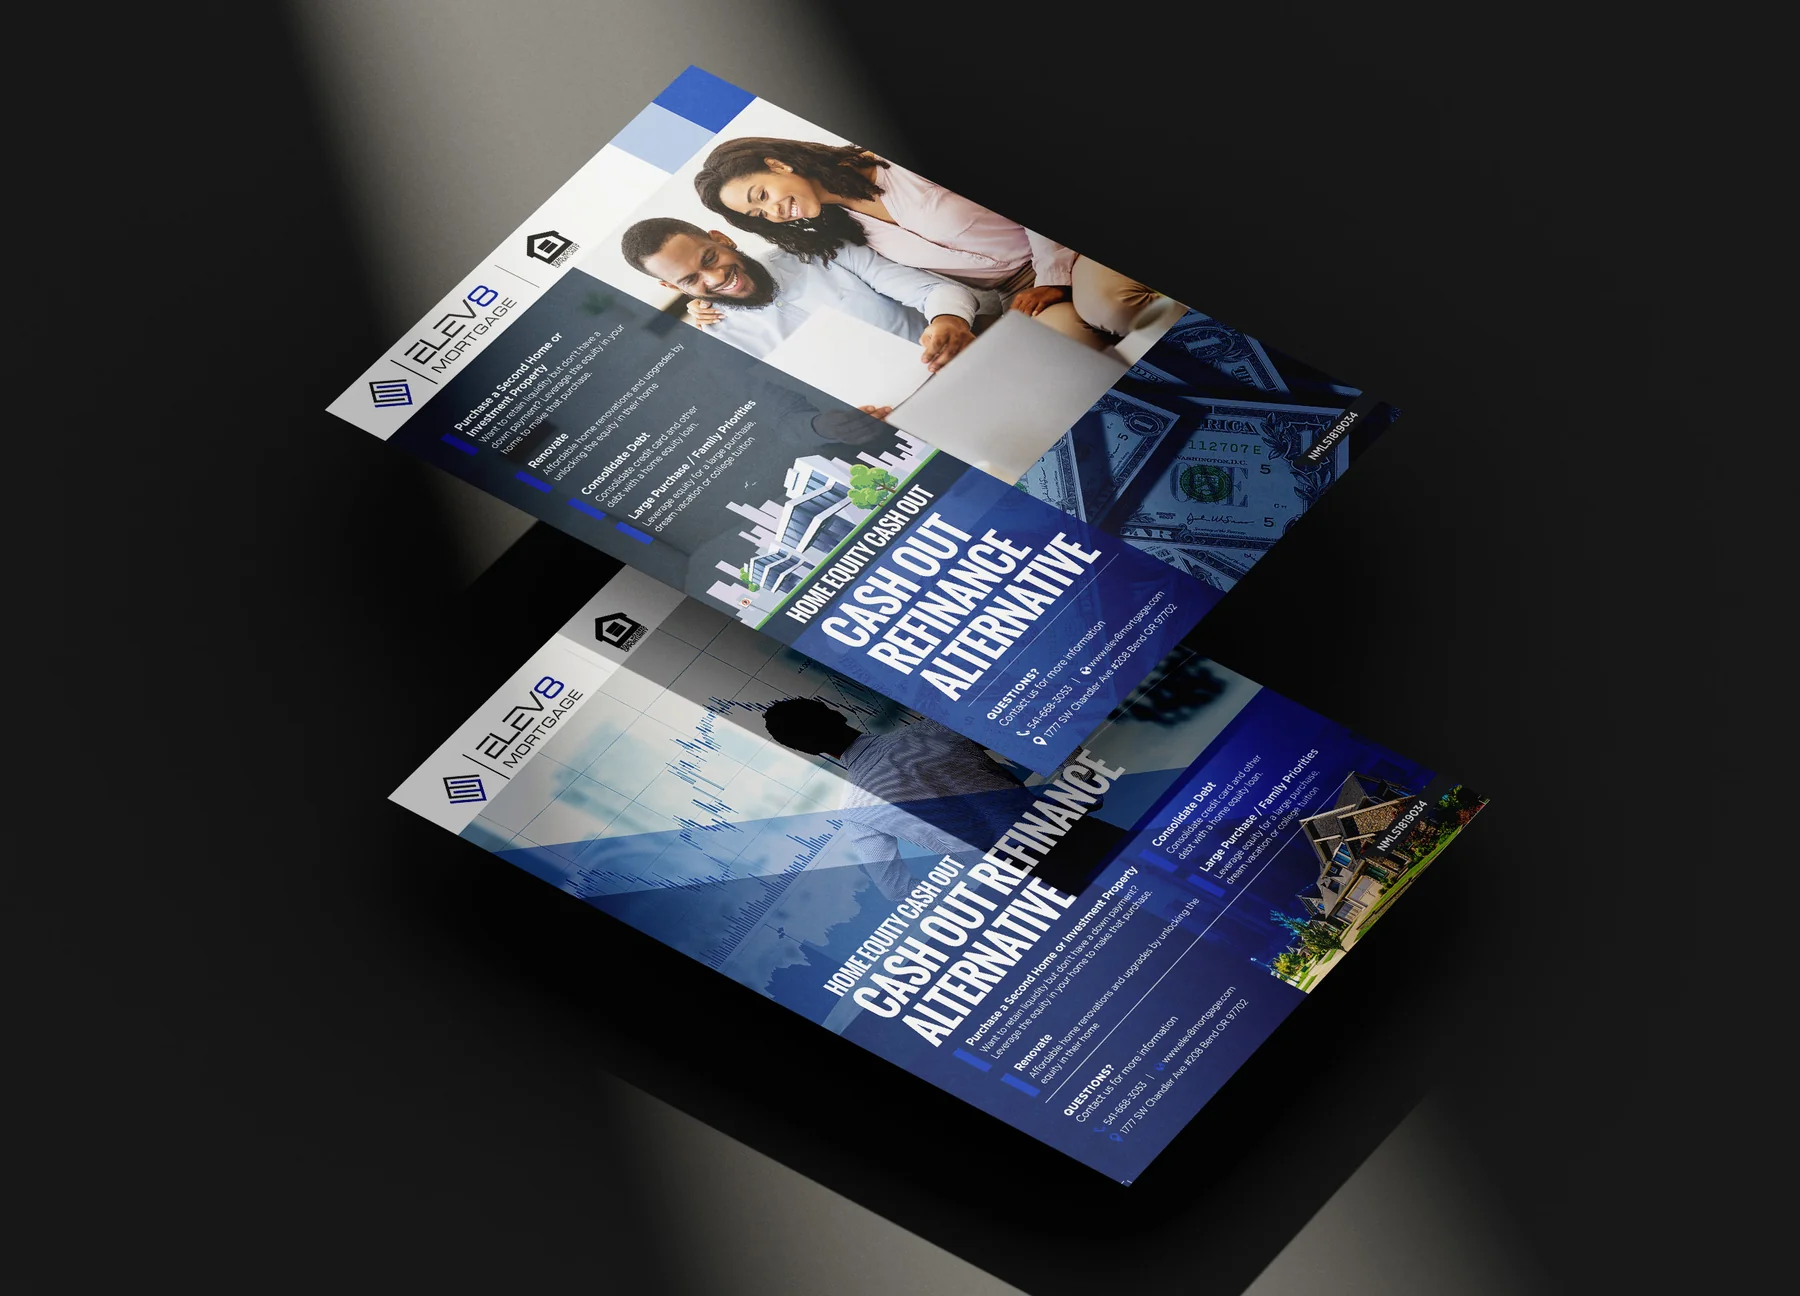 ELEV8
MORTGAGE
Purchase a Second Home or
Investment Property
Want to retain liquidity but don't have a
down payment? Leverage the equity in your
home to make that purchase.
Renovate
Affordable home renovations and upgrades by
unlocking the equity in their home
Consolidate Debt
Consolidate credit card and other
debt with a home equity loan.
Large Purchase / Family Priorities
Leverage equity for a large purchase,
dream vacation or college tuition
HOME EQUITY CASH OUT
CASH OUT
REFINANCE
ALTERNATIVE
QUESTIONS?
Contact us for more information
541-668-3053 | www.elev8mortgage.com
1777 SW Chandler Ave #208 Bend OR 97702
NMLS1819034
ELEV8
MORTGAGE
HOME EQUITY CASH OUT
CASH OUT REFINANCE
ALTERNATIVE
Purchase a Second Home or Investment Property
Want to retain liquidity but don't have a down payment?
Leverage the equity in your home to make that purchase.
Renovate
Affordable home renovations and upgrades by unlocking the
equity in their home
Consolidate Debt
Consolidate credit card and other
debt with a home equity loan.
Large Purchase / Family Priorities
Leverage equity for a large purchase,
dream vacation or college tuition
QUESTIONS?
Contact us for more information
541-668-3053 | www.elev8mortgage.com
1777 SW Chandler Ave #208 Bend OR 97702
NMLS1819034